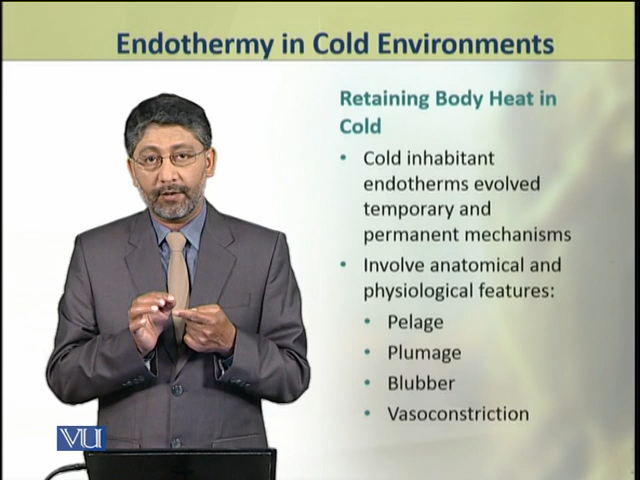 Endothermy in Cold Environments
Retaining Body Heat in
Cold
• Cold inhabitant
endotherms evolved
temporary and
permanent mechanisms
• Involve anatomical and
physiological features:
• Pelage
• Plumage
• Blubber
• Vasoconstriction
VU